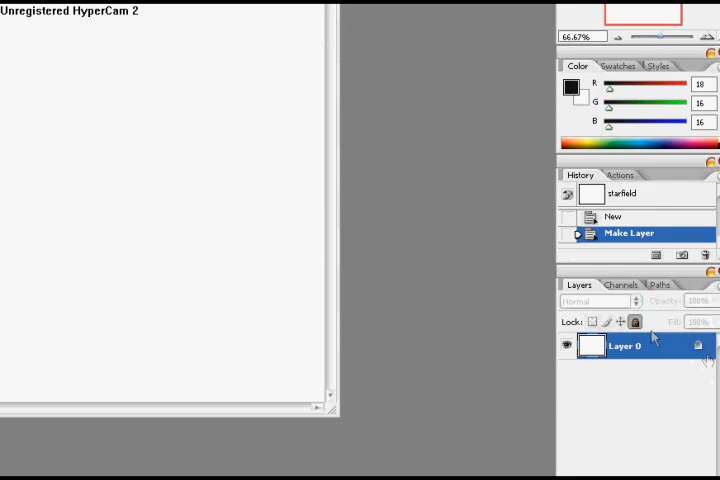 Unregistered HyperCam 2
66.67%
Color Swatches Styles
R 18
G 16
B 16
History Actions
starfield
New
Make Layer
Layers Channels Paths
Normal Opacity: 100%
Lock: Fill: 100%
Layer 0